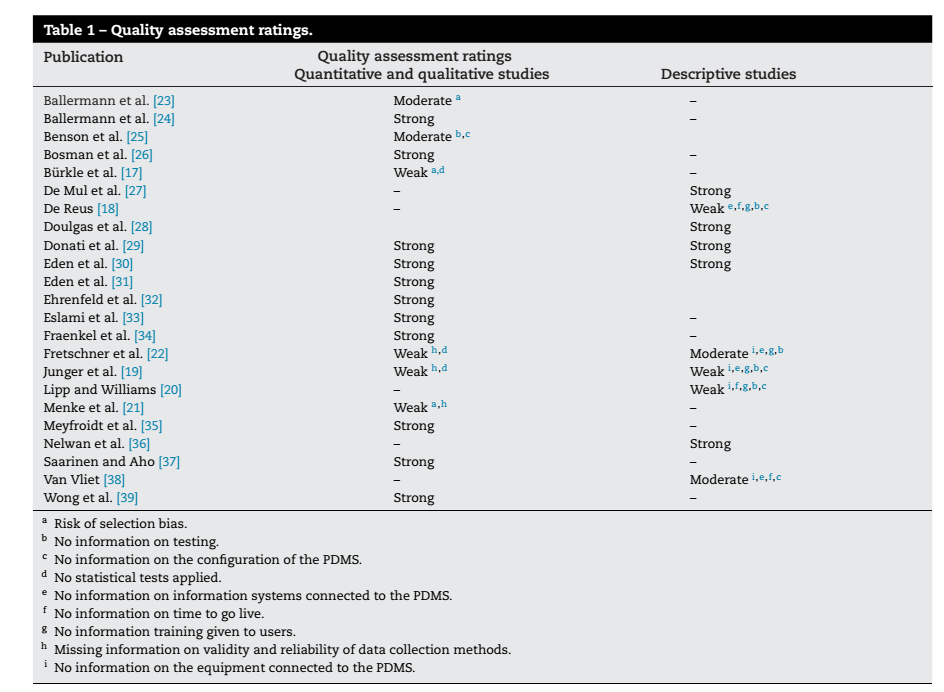 Table 1 – Quality assessment ratings.
Publication Quality assessment ratings
Quantitative and qualitative studies Descriptive studies
Ballermann et al. [23] Moderate a –
Ballermann et al. [24] Strong –
Benson et al. [25] Moderate b,c
Bosman et al. [26] Strong –
Bürkle et al. [17] Weak a,d –
De Mul et al. [27] – Strong
De Reus [18] – Weak e,f,g,b,c
Doulgas et al. [28] Strong
Donati et al. [29] Strong Strong
Eden et al. [30] Strong Strong
Eden et al. [31] Strong
Ehrenfeld et al. [32] Strong
Eslami et al. [33] Strong –
Fraenkel et al. [34] Strong –
Fretschner et al. [22] Weak h,d Moderate i,e,g,b
Junger et al. [19] Weak h,d Weak i,e,g,b,c
Lipp and Williams [20] – Weak i,f,g,b,c
Menke et al. [21] Weak a,h –
Meyfroidt et al. [35] Strong –
Nelwan et al. [36] – Strong
Saarinen and Aho [37] Strong –
Van Vliet [38] – Moderate i,e,f,c
Wong et al. [39] Strong –
a Risk of selection bias.
b No information on testing.
c No information on the configuration of the PDMS.
d No statistical tests applied.
e No information on information systems connected to the PDMS.
f No information on time to go live.
g No information training given to users.
h Missing information on validity and reliability of data collection methods.
i No information on the equipment connected to the PDMS.